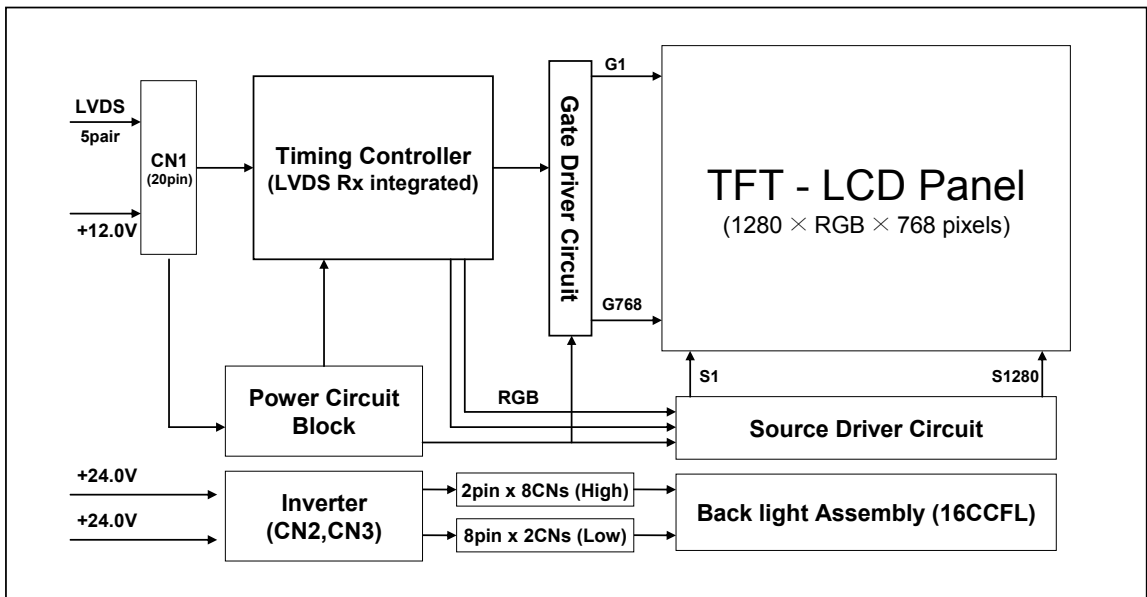 LVDS
5pair
+12.0V
CN1
(20pin)
Timing Controller
(LVDS Rx integrated)
Gate Driver Circuit
G1
G768
TFT - LCD Panel
(1280 × RGB × 768 pixels)
S1
S1280
Power Circuit
Block
RGB
Source Driver Circuit
+24.0V
+24.0V
Inverter
(CN2,CN3)
2pin x 8CNs (High)
8pin x 2CNs (Low)
Back light Assembly (16CCFL)